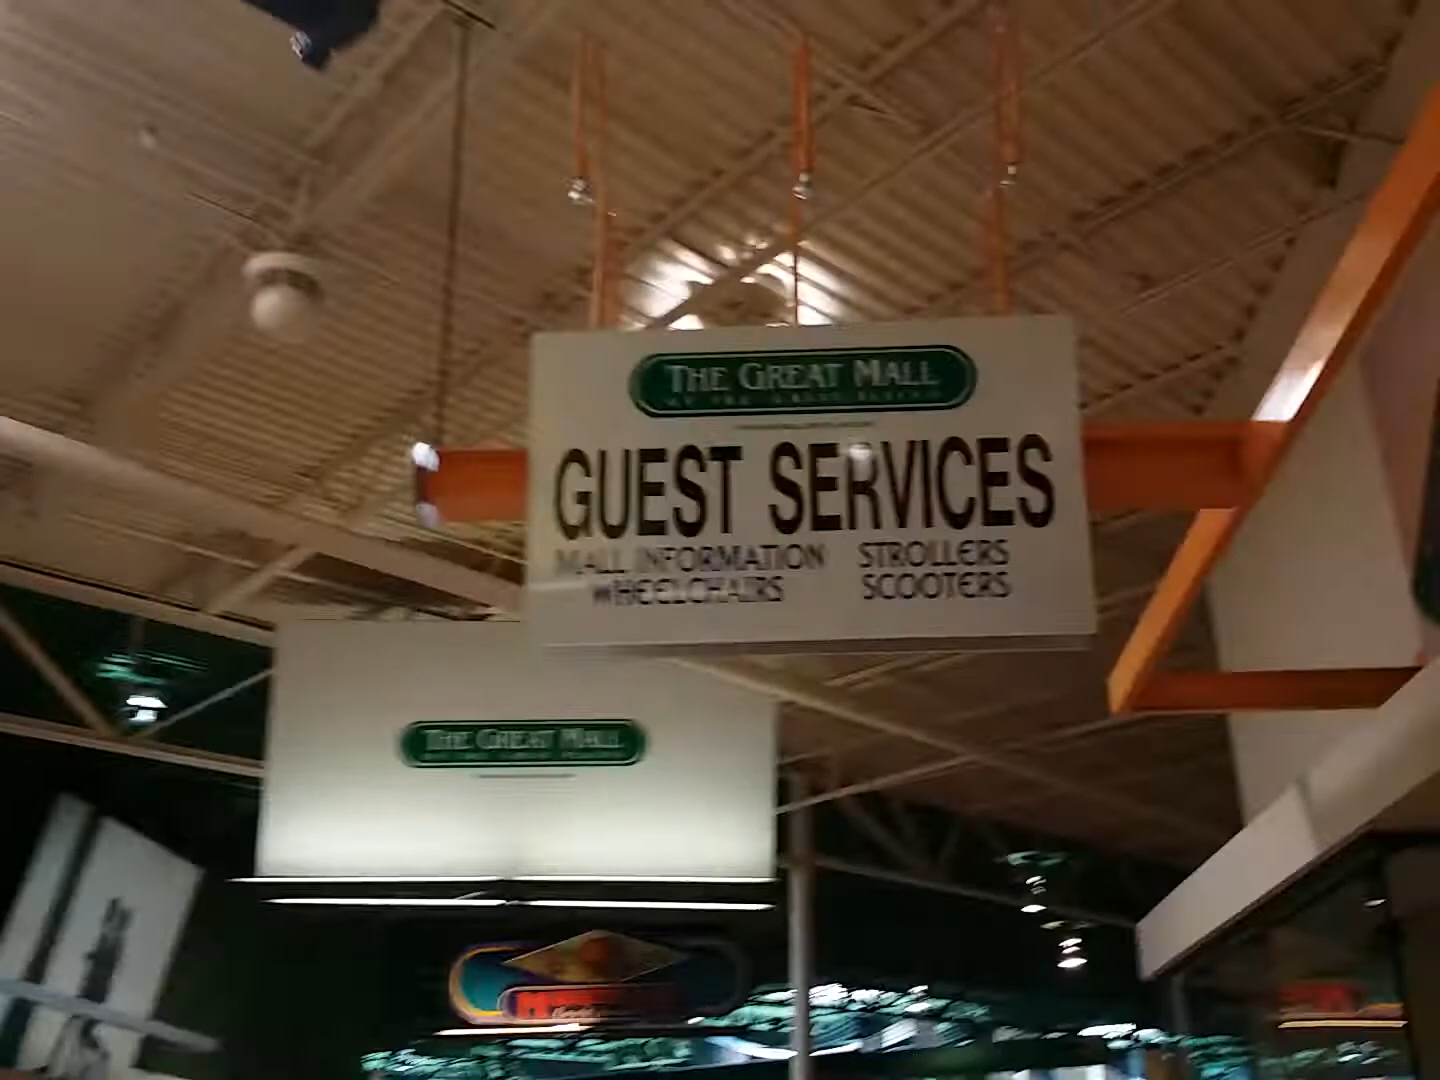 THE GREAT MALL
GUEST SERVICES
MALL INFORMATION STROLLERS
WHEELCHAIRS SCOOTERS
THE GREAT MALL